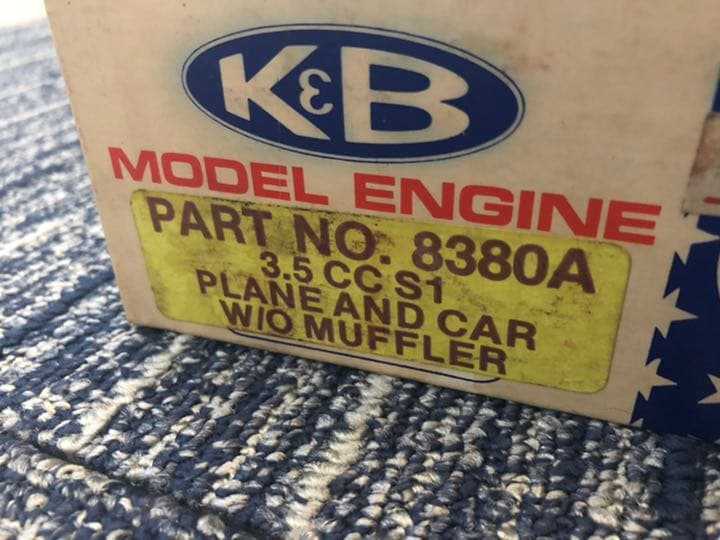 K&B
MODEL ENGINE
PART NO. 8380A
3.5 CC S1
PLANE AND CAR
W/O MUFFLER